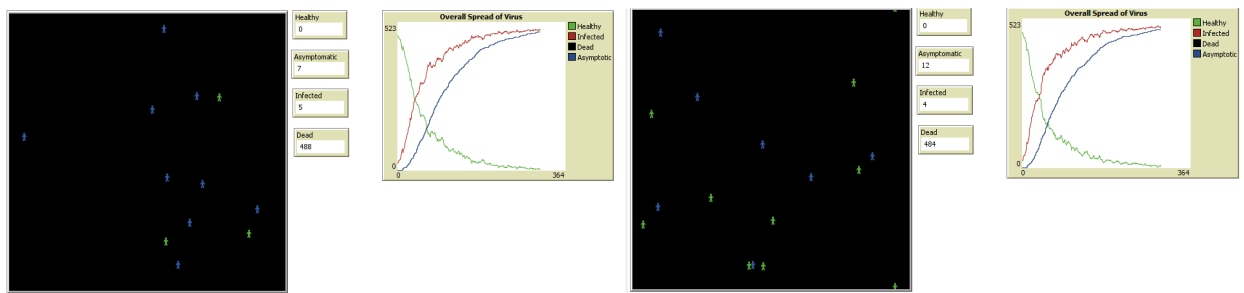 Healthy
0
Asymptomatic
7
Infected
5
Dead
488
Overall Spread of Virus
523
0
0
364
Healthy
Infected
Dead
Asymptotic
Healthy
0
Asymptomatic
12
Infected
4
Dead
484
Overall Spread of Virus
523
0
0
364
Healthy
Infected
Dead
Asymptotic